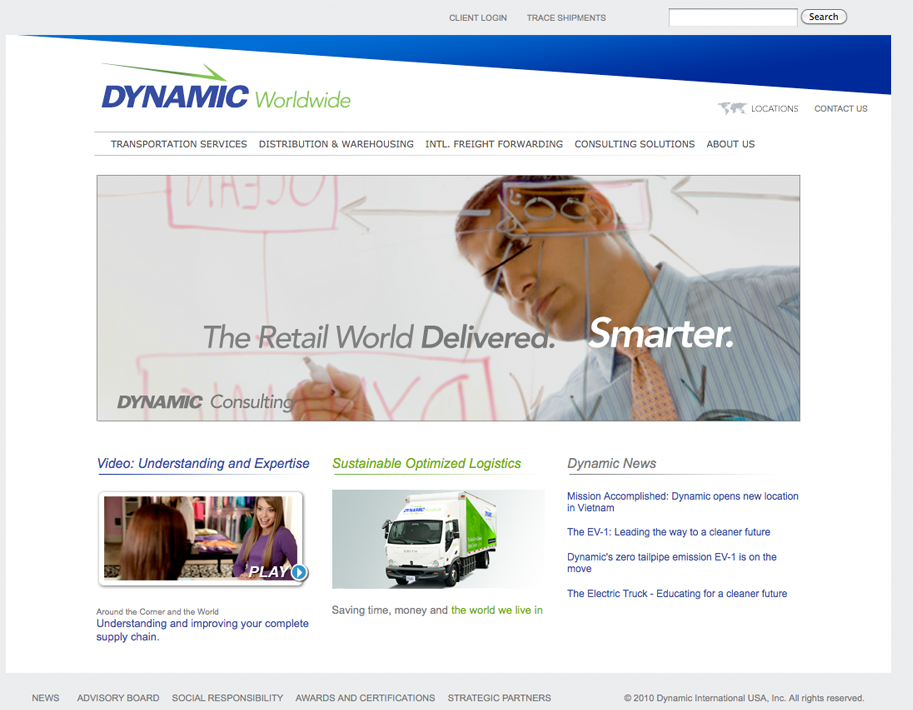 CLIENT LOGIN
TRACE SHIPMENTS
Search
DYNAMIC Worldwide
LOCATIONS
CONTACT US
TRANSPORTATION SERVICES
DISTRIBUTION & WAREHOUSING
INTL. FREIGHT FORWARDING
CONSULTING SOLUTIONS
ABOUT US
OCEAN
The Retail World Delivered. Smarter.
DYNAMIC Consulting
Video: Understanding and Expertise
PLAY
Around the Corner and the World
Understanding and improving your complete
supply chain.
Sustainable Optimized Logistics
DYNAMIC
Saving time, money and the world we live in
Dynamic News
Mission Accomplished: Dynamic opens new location
in Vietnam
The EV-1: Leading the way to a cleaner future
Dynamic's zero tailpipe emission EV-1 is on the
move
The Electric Truck - Educating for a cleaner future
NEWS
ADVISORY BOARD
SOCIAL RESPONSIBILITY
AWARDS AND CERTIFICATIONS
STRATEGIC PARTNERS
© 2010 Dynamic International USA, Inc. All rights reserved.